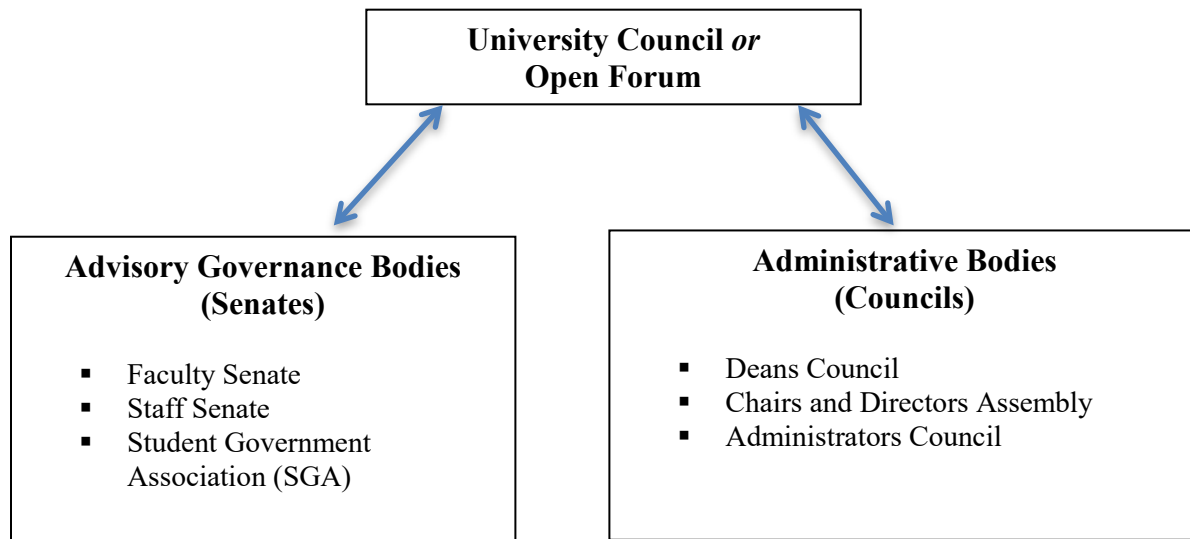 University Council or
Open Forum
Advisory Governance Bodies
(Senates)
▪ Faculty Senate
▪ Staff Senate
▪ Student Government
Association (SGA)
Administrative Bodies
(Councils)
▪ Deans Council
▪ Chairs and Directors Assembly
▪ Administrators Council